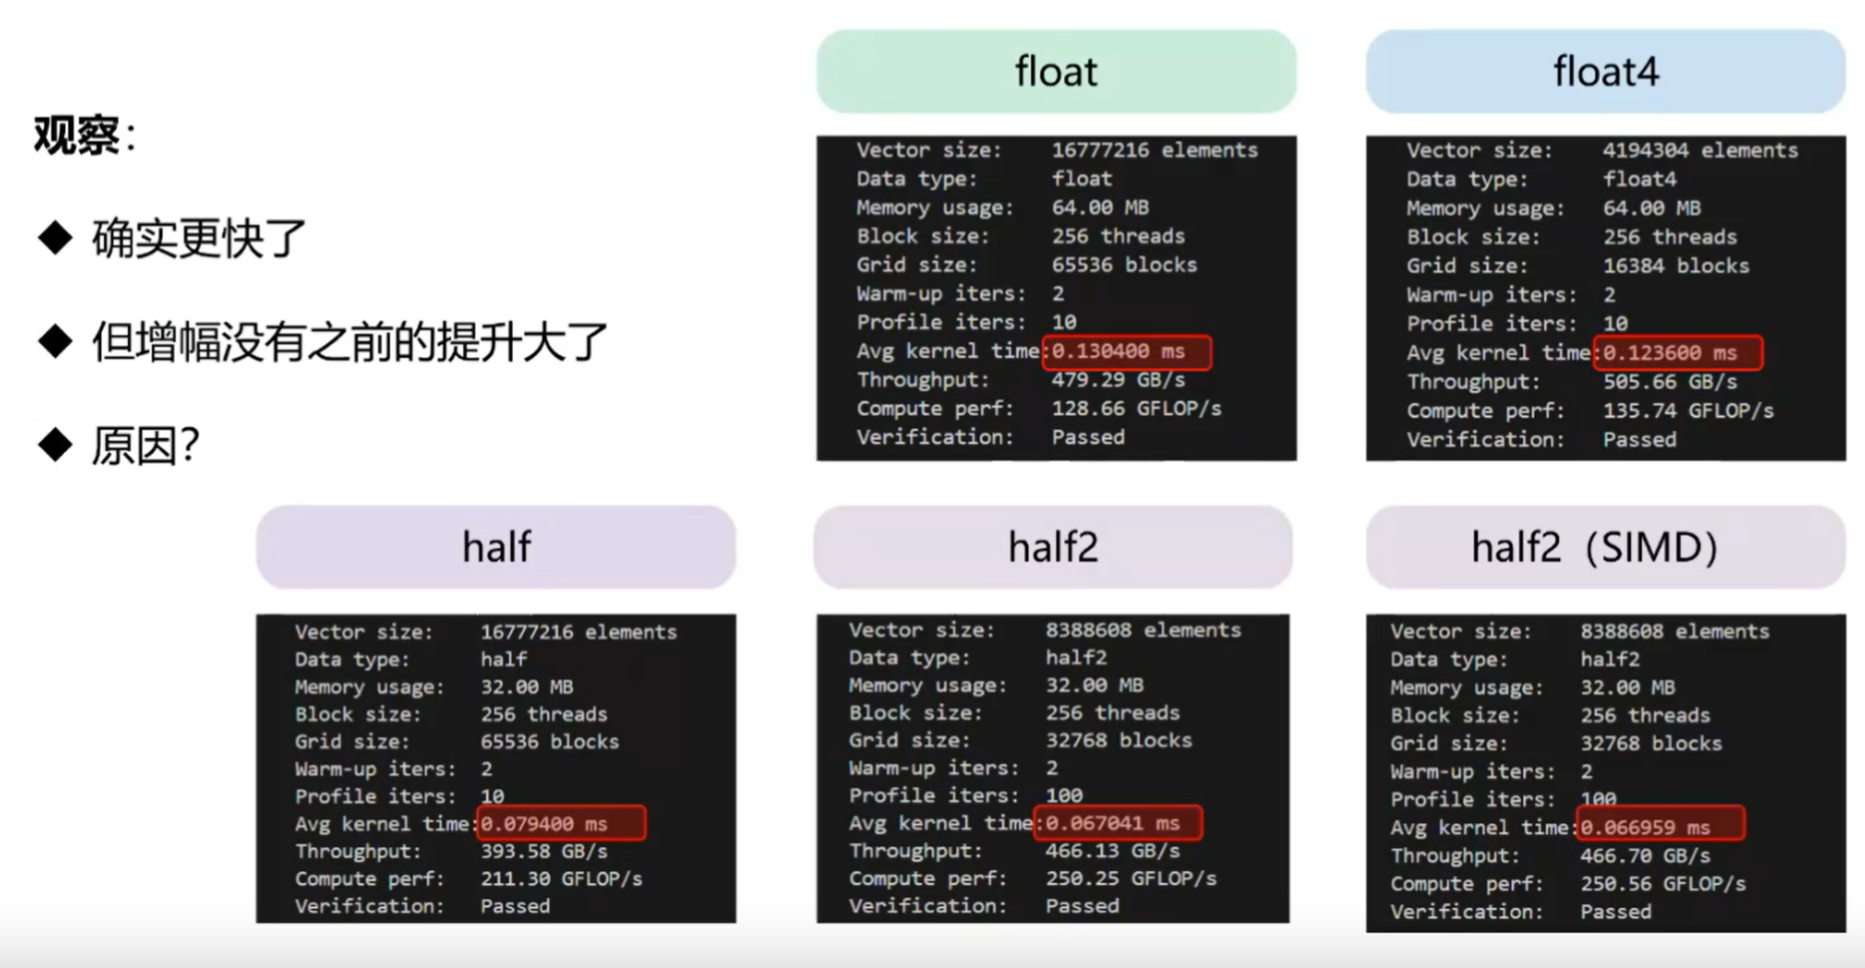 观察：
◆ 确实更快了
◆ 但增幅没有之前的提升大了
◆ 原因？
float
Vector size: 16777216 elements
Data type: float
Memory usage: 64.00 MB
Block size: 256 threads
Grid size: 65536 blocks
Warm-up iters: 2
Profile iters: 10
Avg kernel time:0.130400 ms
Throughput: 479.29 GB/s
Compute perf: 128.66 GFLOP/s
Verification: Passed
float4
Vector size: 4194304 elements
Data type: float4
Memory usage: 64.00 MB
Block size: 256 threads
Grid size: 16384 blocks
Warm-up iters: 2
Profile iters: 10
Avg kernel time:0.123600 ms
Throughput: 505.66 GB/s
Compute perf: 135.74 GFLOP/s
Verification: Passed
half
Vector size: 16777216 elements
Data type: half
Memory usage: 32.00 MB
Block size: 256 threads
Grid size: 65536 blocks
Warm-up iters: 2
Profile iters: 10
Avg kernel time:0.079400 ms
Throughput: 393.58 GB/s
Compute perf: 211.30 GFLOP/s
Verification: Passed
half2
Vector size: 8388608 elements
Data type: half2
Memory usage: 32.00 MB
Block size: 256 threads
Grid size: 32768 blocks
Warm-up iters: 2
Profile iters: 100
Avg kernel time:0.067041 ms
Throughput: 466.13 GB/s
Compute perf: 250.25 GFLOP/s
Verification: Passed
half2（SIMD）
Vector size: 8388608 elements
Data type: half2
Memory usage: 32.00 MB
Block size: 256 threads
Grid size: 32768 blocks
Warm-up iters: 2
Profile iters: 100
Avg kernel time:0.066959 ms
Throughput: 466.70 GB/s
Compute perf: 250.56 GFLOP/s
Verification: Passed